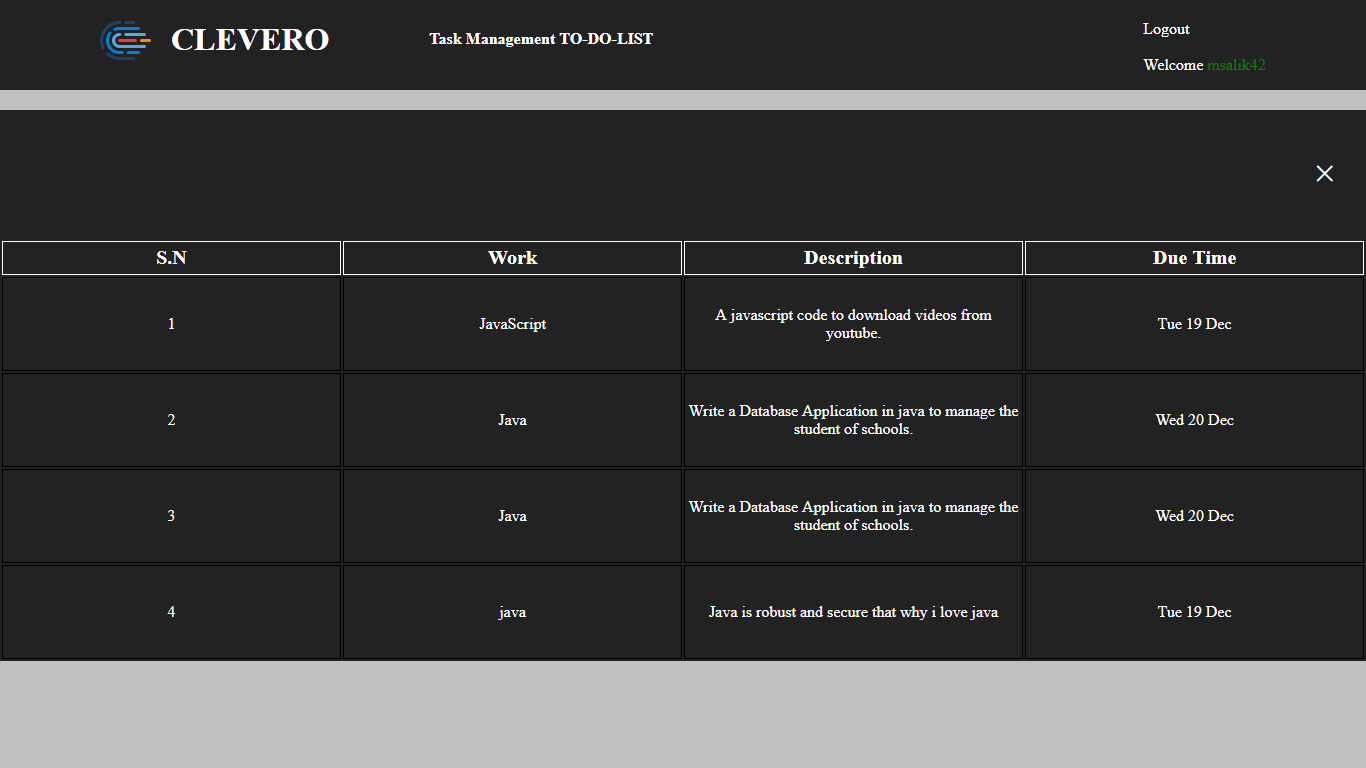 CLEVERO
Task Management TO-DO-LIST
Logout
Welcome msalik42
S.N Work Description Due Time
1 JavaScript A javascript code to download videos from
youtube. Tue 19 Dec
2 Java Write a Database Application in java to manage the
student of schools. Wed 20 Dec
3 Java Write a Database Application in java to manage the
student of schools. Wed 20 Dec
4 java Java is robust and secure that why i love java Tue 19 Dec